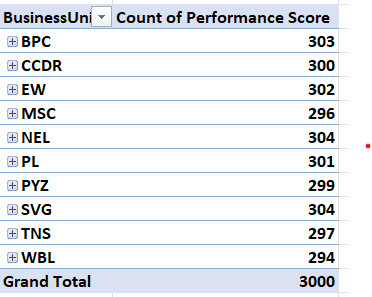 BusinessUni Count of Performance Score
BPC 303
CCDR 300
EW 302
MSC 296
NEL 304
PL 301
PYZ 299
SVG 304
TNS 297
WBL 294
Grand Total 3000